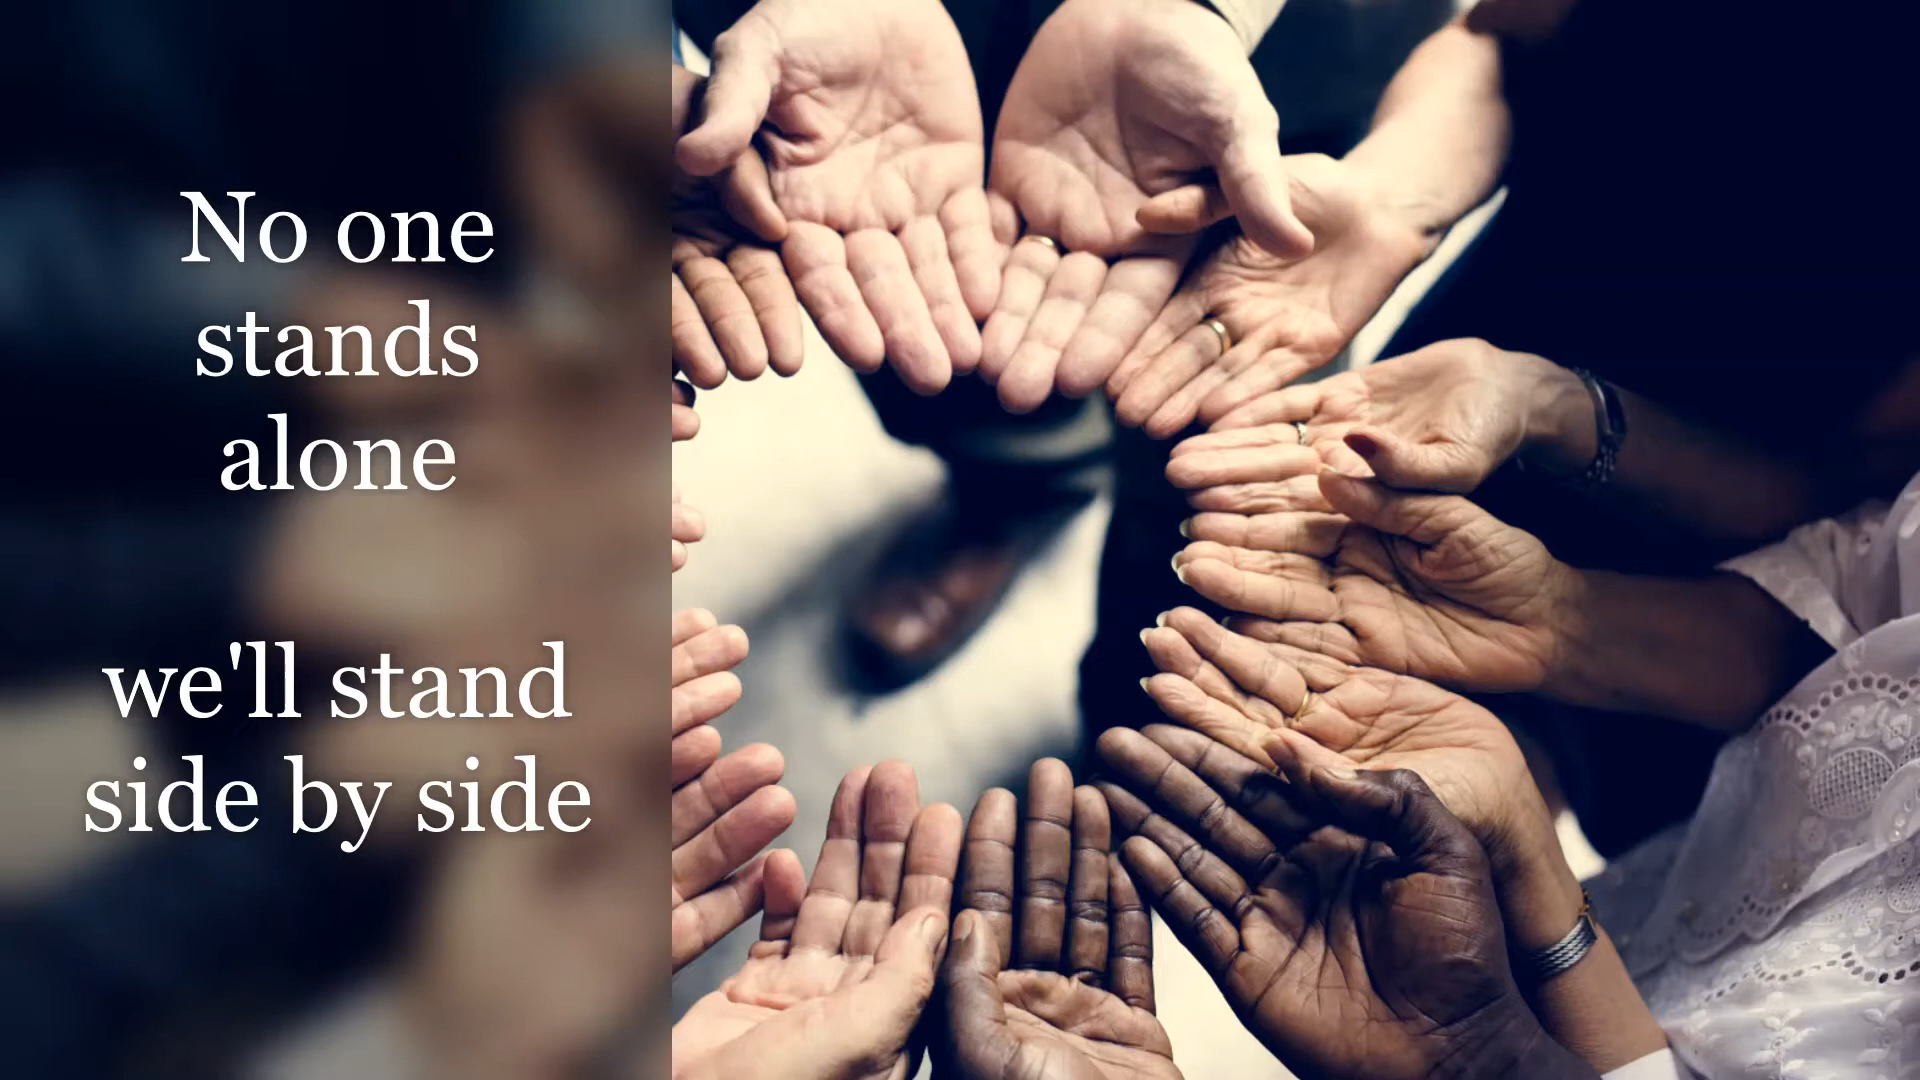 No one
stands
alone
we'll stand
side by side